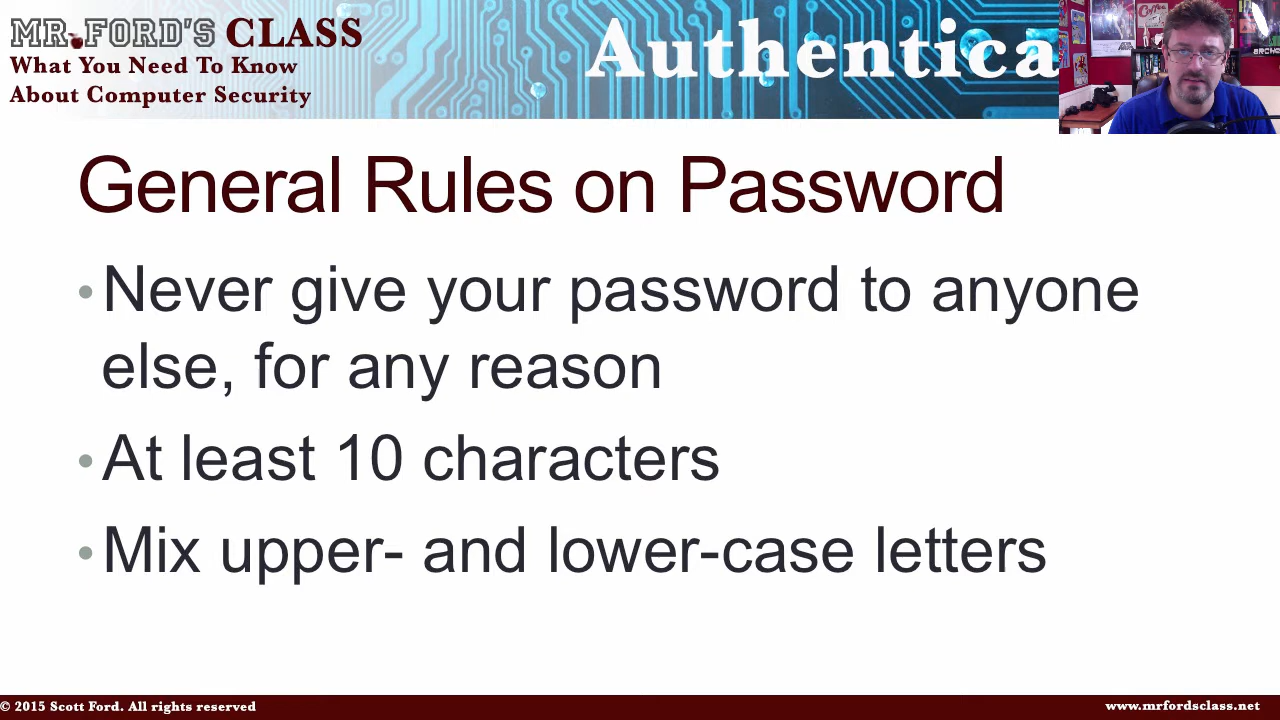 MR. FORD'S CLASS
What You Need To Know
About Computer Security
Authentica
General Rules on Password
• Never give your password to anyone
else, for any reason
• At least 10 characters
• Mix upper- and lower-case letters
© 2015 Scott Ford. All rights reserved
www.mrfordsclass.net